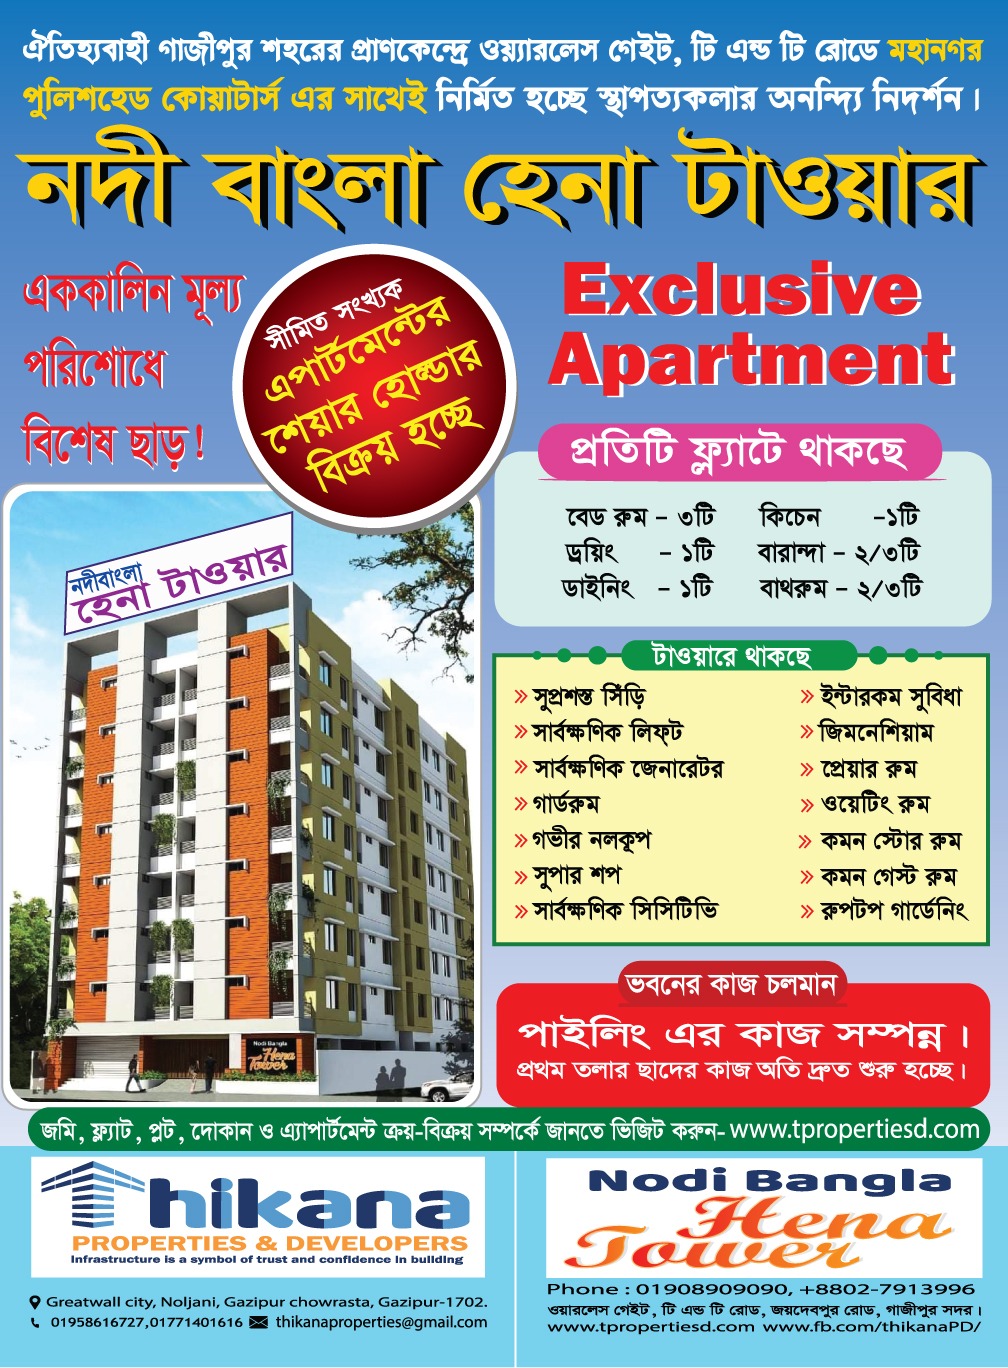 ঐতিহ্যবাহী গাজীপুর শহরের প্রাণকেন্দ্রে ওয়্যারলেস গেইট, টি এন্ড টি রোডে মহানগর
পুলিশহেড কোয়াটার্স এর সাথেই নির্মিত হচ্ছে স্থাপত্যকলার অনন্দ্যি নিদর্শন।
নদী বাংলা হেনা টাওয়ার
এককালিন মূল্য
পরিশোধে
বিশেষ ছাড়!
সীমিত সংখ্যক
এপার্টমেন্টের
শেয়ার হোল্ডার
বিক্রয় হচ্ছে
Exclusive
Apartment
প্রতিটি ফ্ল্যাটে থাকছে
বেড রুম - ৩টি কিচেন -১টি
ড্রয়িং - ১টি বারান্দা - ২/৩টি
ডাইনিং - ১টি বাথরুম - ২/৩টি
নদীবাংলা
হেনা টাওয়ার
Nodi Bangla
Hena
Tower
টাওয়ারে থাকছে
» সুপ্রশস্ত সিঁড়ি » ইন্টারকম সুবিধা
» সার্বক্ষণিক লিফ্ট » জিমনেশিয়াম
» সার্বক্ষণিক জেনারেটর » প্রেয়ার রুম
» গার্ডরুম » ওয়েটিং রুম
» গভীর নলকূপ » কমন স্টোর রুম
» সুপার শপ » কমন গেস্ট রুম
» সার্বক্ষণিক সিসিটিভি » রুপটপ গার্ডেনিং
ভবনের কাজ চলমান
পাইলিং এর কাজ সম্পন্ন।
প্রথম তলার ছাদের কাজ অতি দ্রুত শুরু হচ্ছে।
জমি, ফ্ল্যাট, প্লট, দোকান ও এ্যাপার্টমেন্ট ক্রয়-বিক্রয় সম্পর্কে জানতে ভিজিট করুন- www.tpropertiesd.com
Thikana
PROPERTIES & DEVELOPERS
Infrastructure is a symbol of trust and confidence in building
Greatwall city, Noljani, Gazipur chowrasta, Gazipur-1702.
01958616727,01771401616 thikanaproperties@gmail.com
Nodi Bangla
Hena
Tower
Phone : 01908909090, +8802-7913996
ওয়ারলেস গেইট, টি এন্ড টি রোড, জয়দেবপুর রোড, গাজীপুর সদর।
www.tpropertiesd.com www.fb.com/thikanaPD/